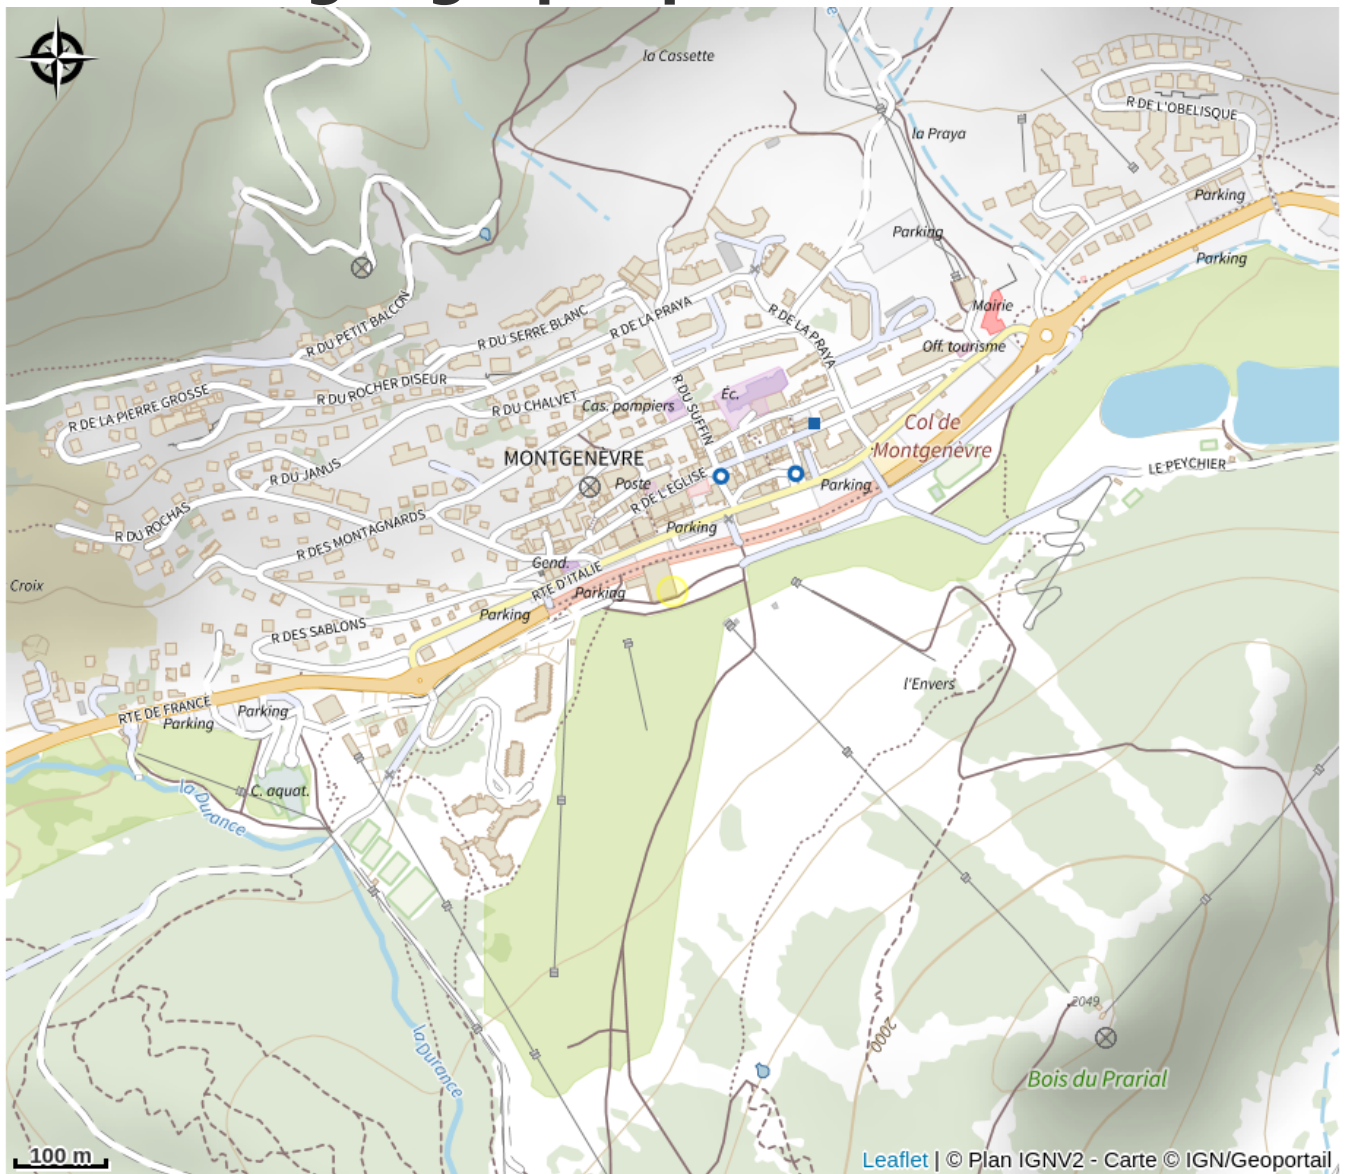 la Cassette
R DE L'OBELISQUE
la Praya
Parking
Parking
Parking
Mairie
R DU PETIT BALCON
R DU SERRE BLANC
R DE LA PRAYA
R DE LA PRAYA
Off. tourisme
R DE LA PIERRE GROSSE
R DU ROCHER DISEUR
R DU CHALVET
Cas. pompiers
R DU SUFFIN
Éc.
Col de
Montgenèvre
MONTGENÈVRE
R DU JANUS
Poste
R DE L'EGLISE
Parking
LE PEYCHIER
R DU ROCHAS
R DES MONTAGNARDS
Parking
Gend.
RTE D'ITALIE
Croix
Parking
Parking
R DES SABLONS
l'Envers
RTE DE FRANCE
Parking
Parking
la Durance
C. aquat.
2049
la Durance
2000
Bois du Prarial
100 m
Leaflet | © Plan IGNV2 - Carte © IGN/Geoportail